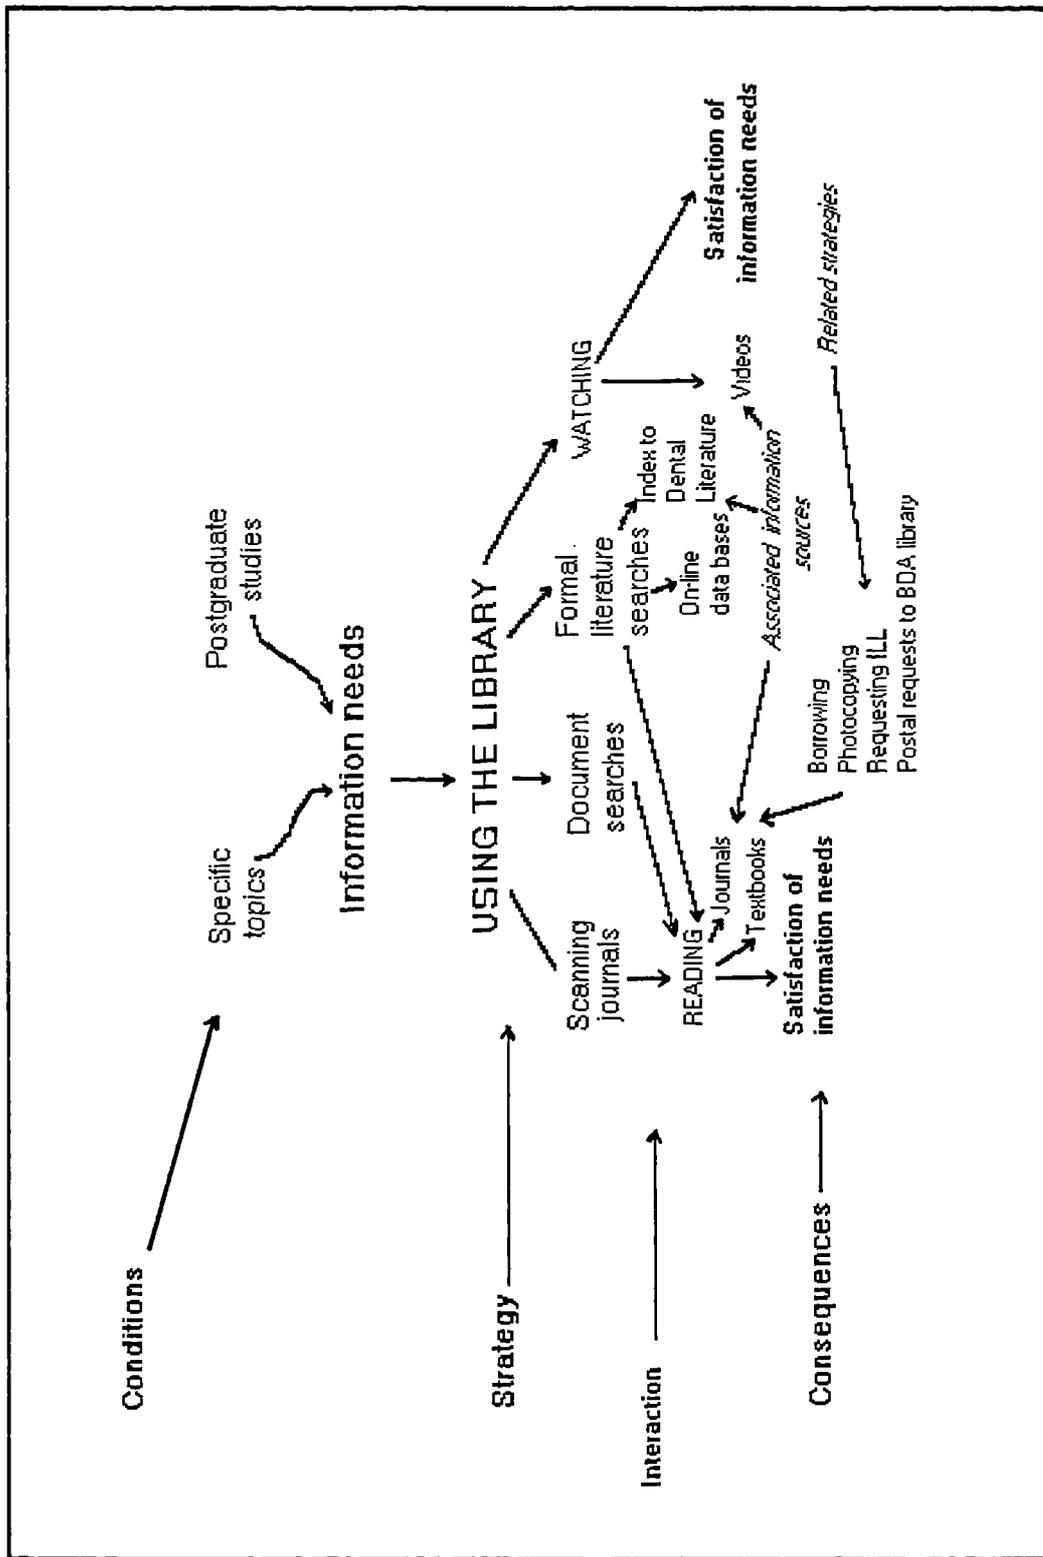 Conditions
Specific
topics
Postgraduate
studies
Information needs
Strategy
USING THE LIBRARY
Scanning
journals
Document
searches
Formal
literature
searches
WATCHING
Interaction
On-line
data bases
Index to
Dental
Literature
READING
Journals
Textbooks
Videos
Satisfaction of
information needs
Associated information
sources
Consequences
Satisfaction of
information needs
Borrowing
Photocopying
Requesting ILL
Postal requests to BDA library
Related strategies